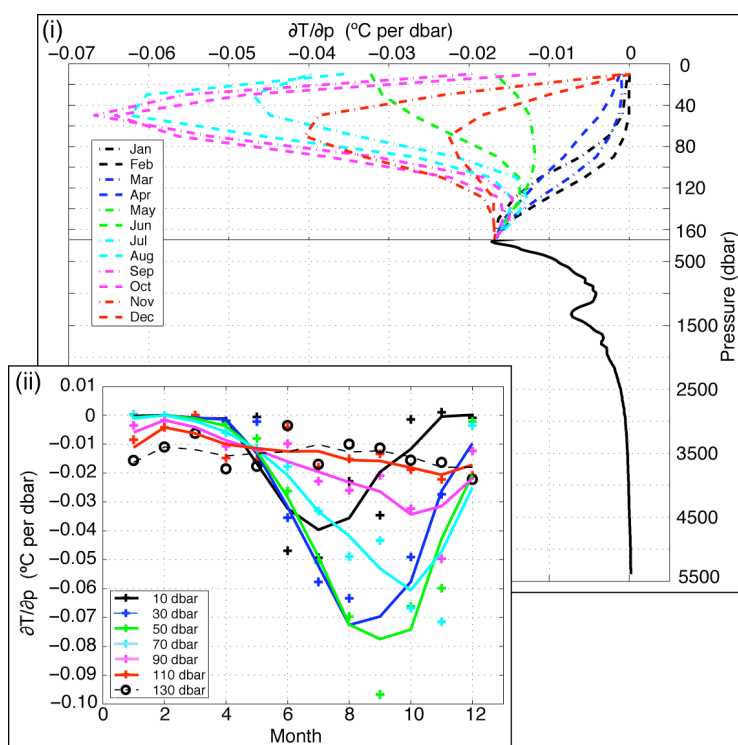 (i)
∂T/∂p (ºC per dbar)
−0.07 −0.06 −0.05 −0.04 −0.03 −0.02 −0.01 0
0
40
80
120
160
500
1500
2500
3500
4500
5500
Pressure (dbar)
Jan
Feb
Mar
Apr
May
Jun
Jul
Aug
Sep
Oct
Nov
Dec
(ii)
0.01
0
−0.01
−0.02
−0.03
−0.04
−0.05
−0.06
−0.07
−0.08
−0.09
−0.10
∂T/∂p (ºC per dbar)
10 dbar
30 dbar
50 dbar
70 dbar
90 dbar
110 dbar
130 dbar
0 2 4 6 8 10 12
Month